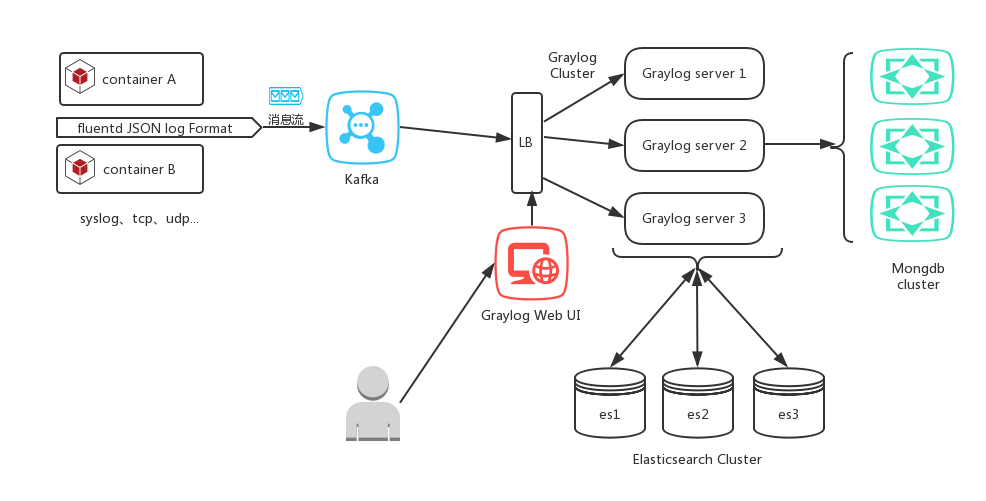 container A
fluentd JSON log Format
container B
syslog、tcp、udp...
消息流
Kafka
LB
Graylog
Cluster
Graylog server 1
Graylog server 2
Graylog server 3
Mongdb
cluster
Graylog Web UI
es1
es2
es3
Elasticsearch Cluster